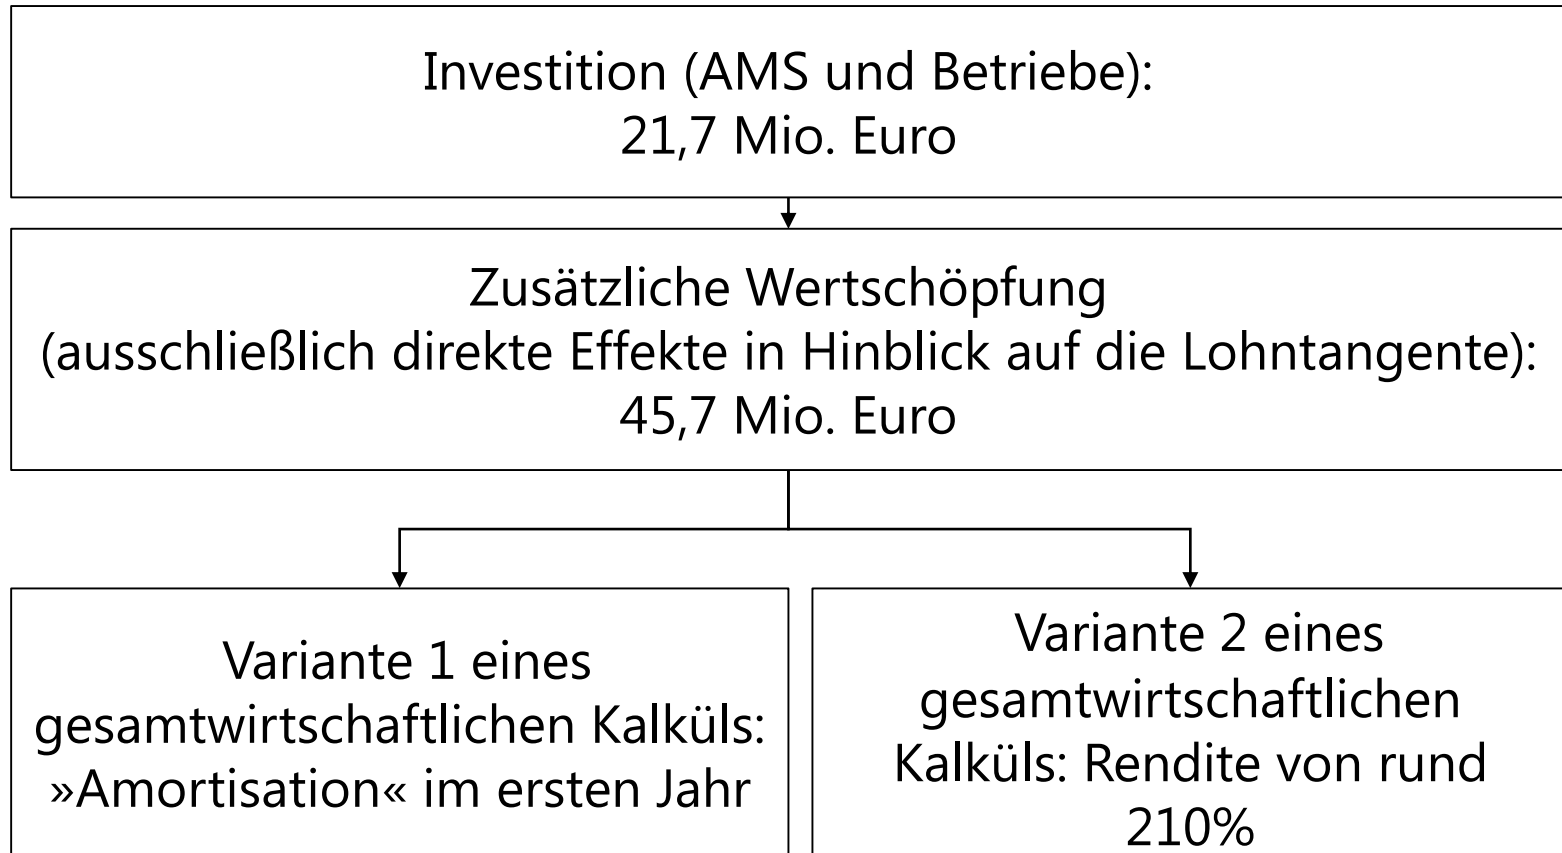 Investition (AMS und Betriebe):
21,7 Mio. Euro
Zusätzliche Wertschöpfung
(ausschließlich direkte Effekte in Hinblick auf die Lohntangente):
45,7 Mio. Euro
Variante 1 eines
gesamtwirtschaftlichen Kalküls:
»Amortisation« im ersten Jahr
Variante 2 eines
gesamtwirtschaftlichen
Kalküls: Rendite von rund
210%